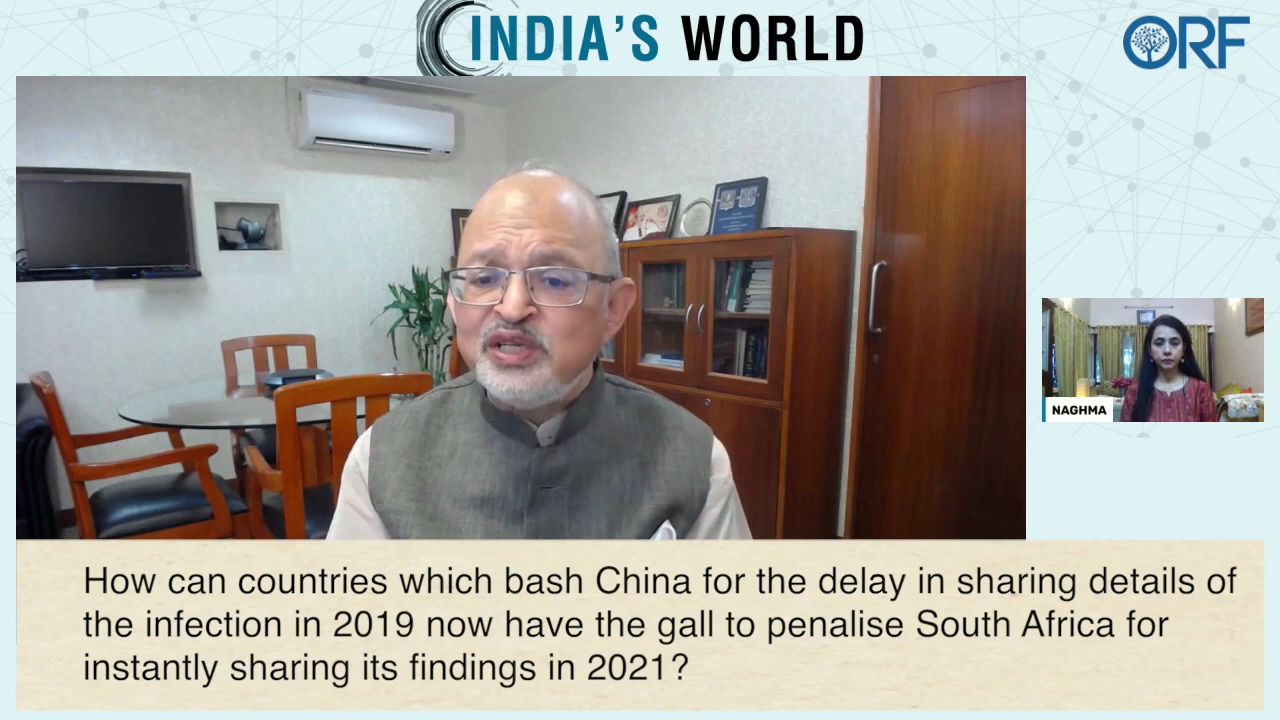 INDIA'S WORLD
ORF
NAGHMA
How can countries which bash China for the delay in sharing details of
the infection in 2019 now have the gall to penalise South Africa for
instantly sharing its findings in 2021?